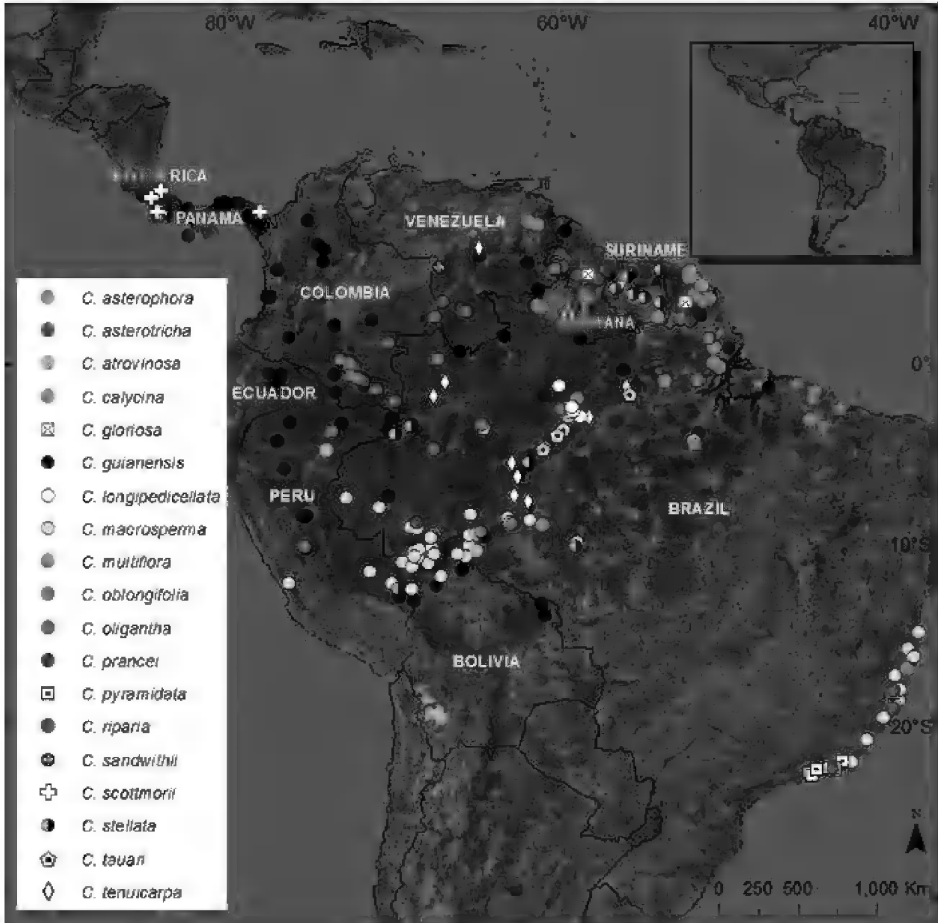 80°W 60°W 40°W
RICA
PANAMA
VENEZUELA
SURINAME
COLOMBIA
ANA
0°
ECUADOR
PERU
BRAZIL
10°S
BOLIVIA
20°S
C. asterophora
C. asterotricha
C. atrovinosa
C. calycina
C. gloriosa
C. guianensis
C. longipedicellata
C. macrosperma
C. multiflora
C. oblongifolia
C. oligantha
C. prancei
C. pyramidata
C. riparia
C. sandwithii
C. scottmorii
C. stellata
C. tauari
C. tenuicarpa
N
0 250 500 1,000 Km